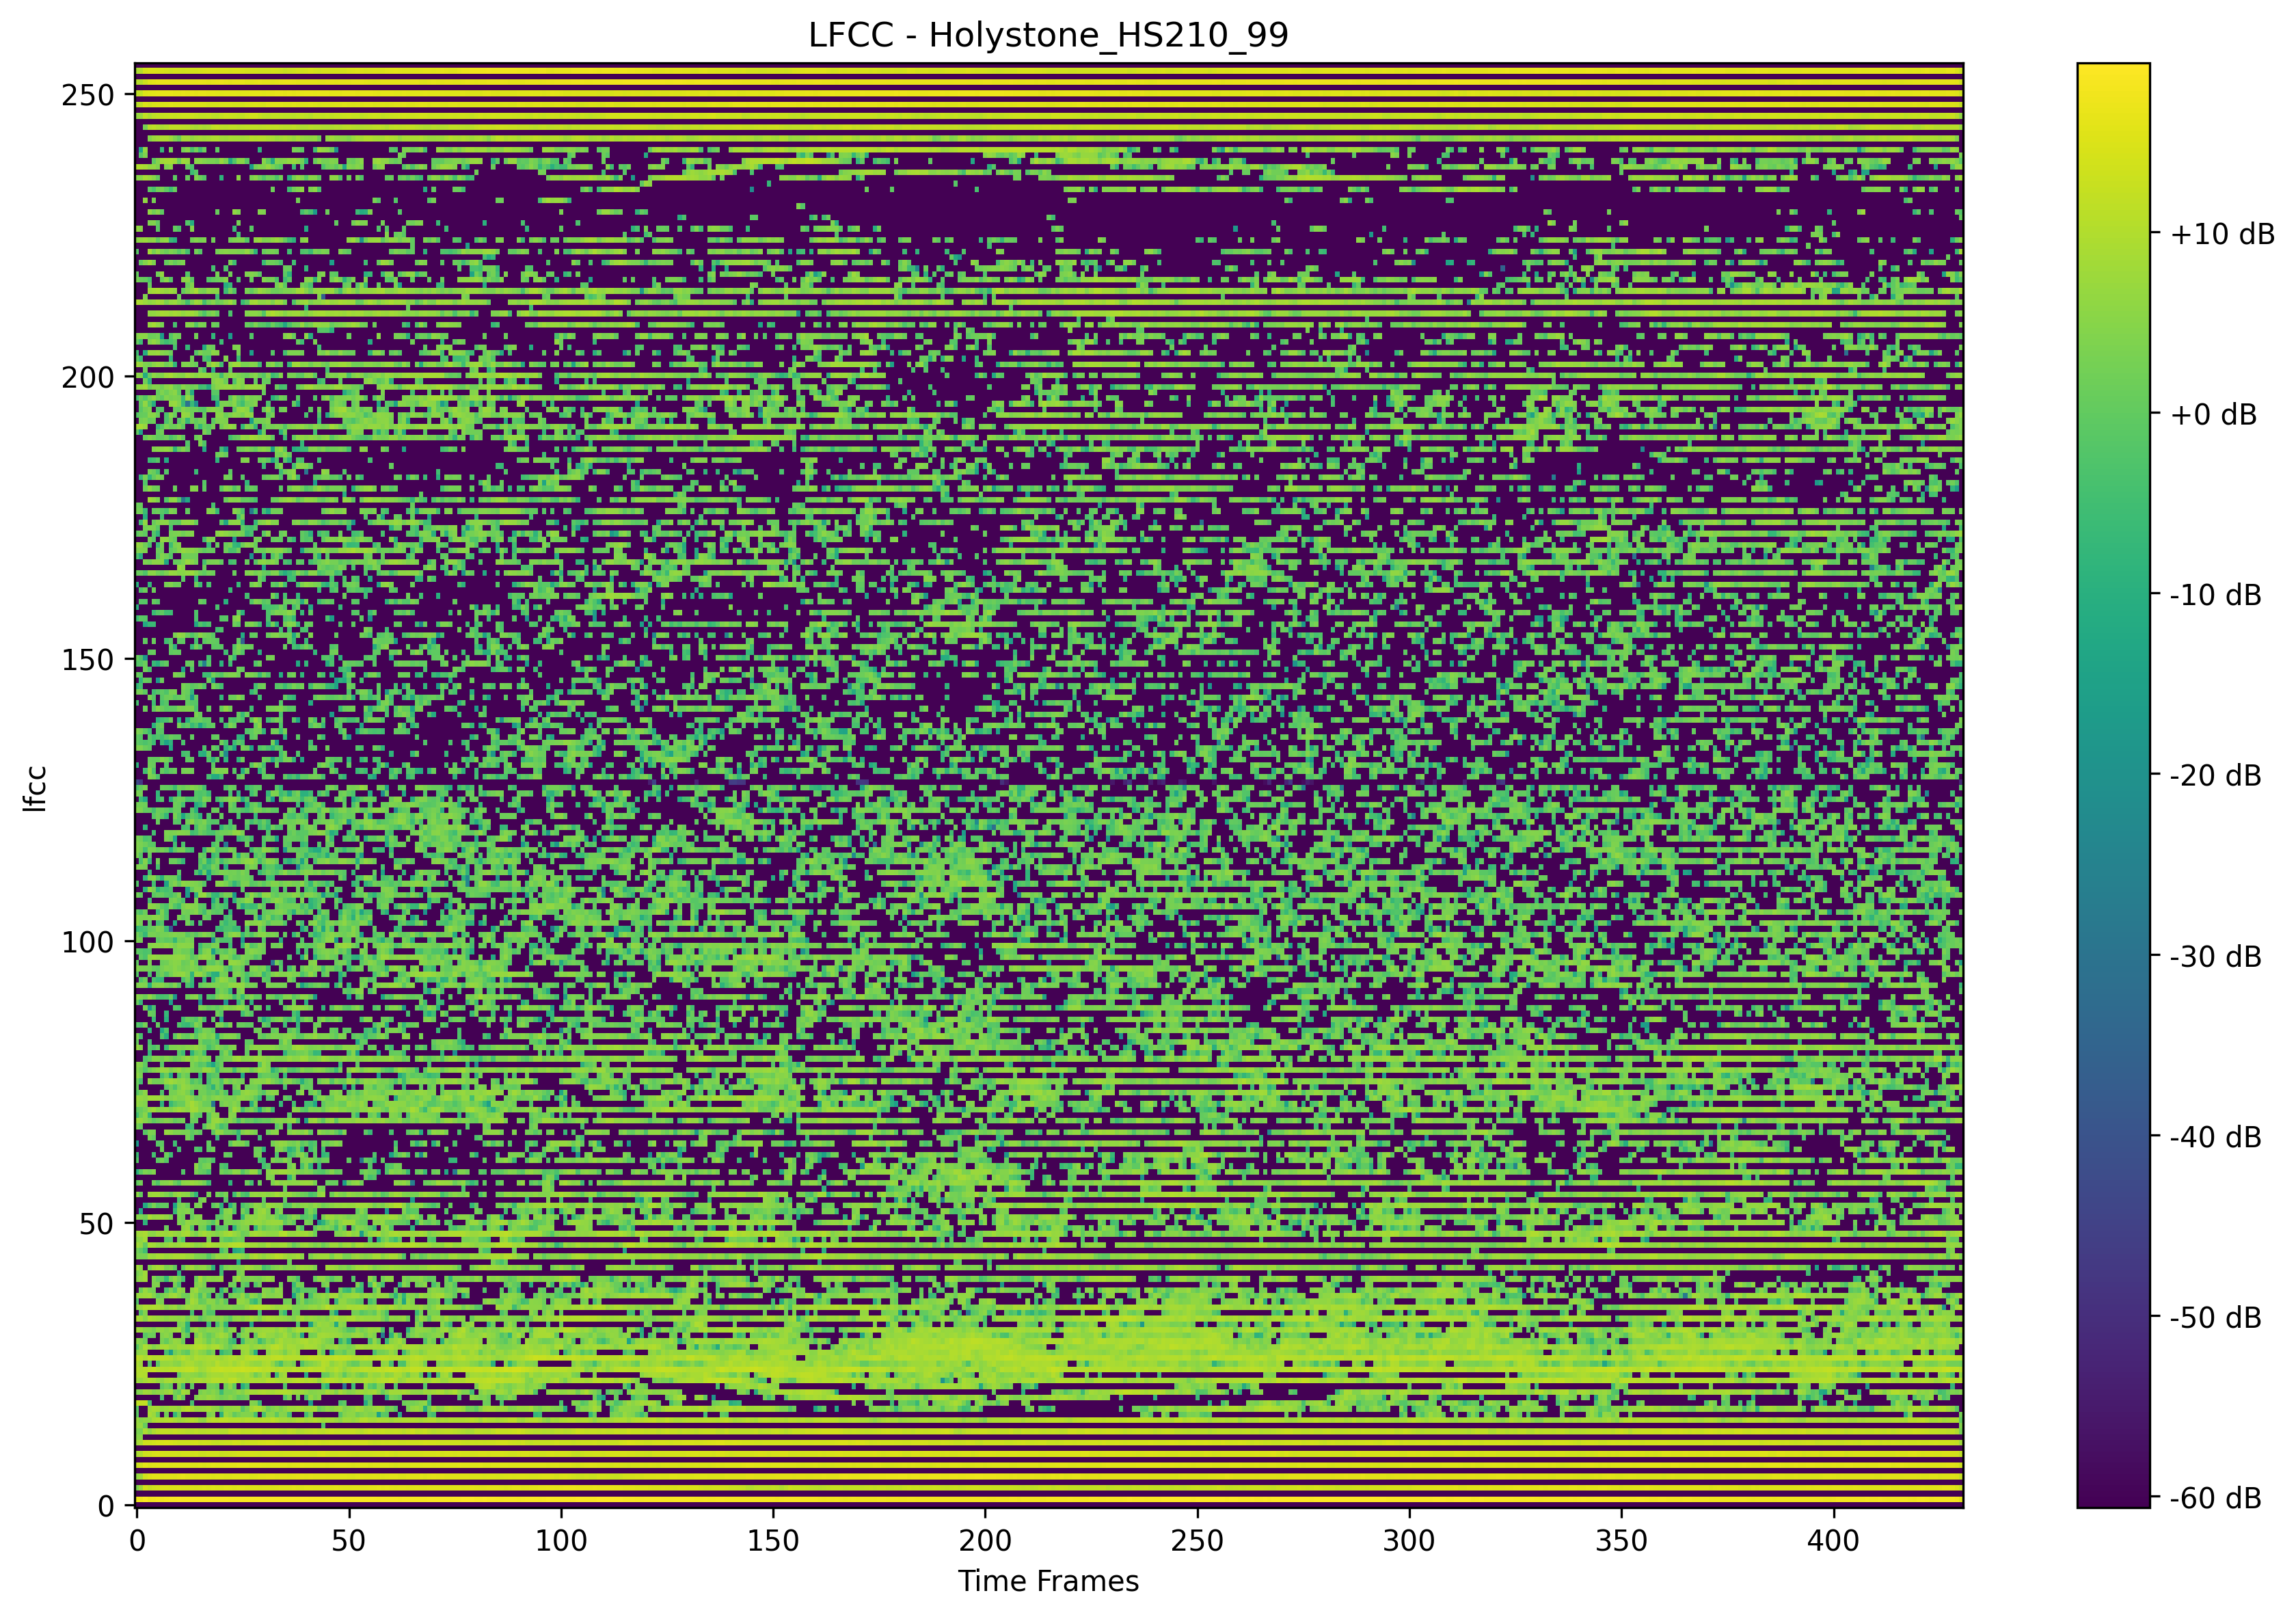 LFCC - Holystone_HS210_99
250
200
150
100
50
0
lfcc
0 50 100 150 200 250 300 350 400
Time Frames
+10 dB
+0 dB
-10 dB
-20 dB
-30 dB
-40 dB
-50 dB
-60 dB